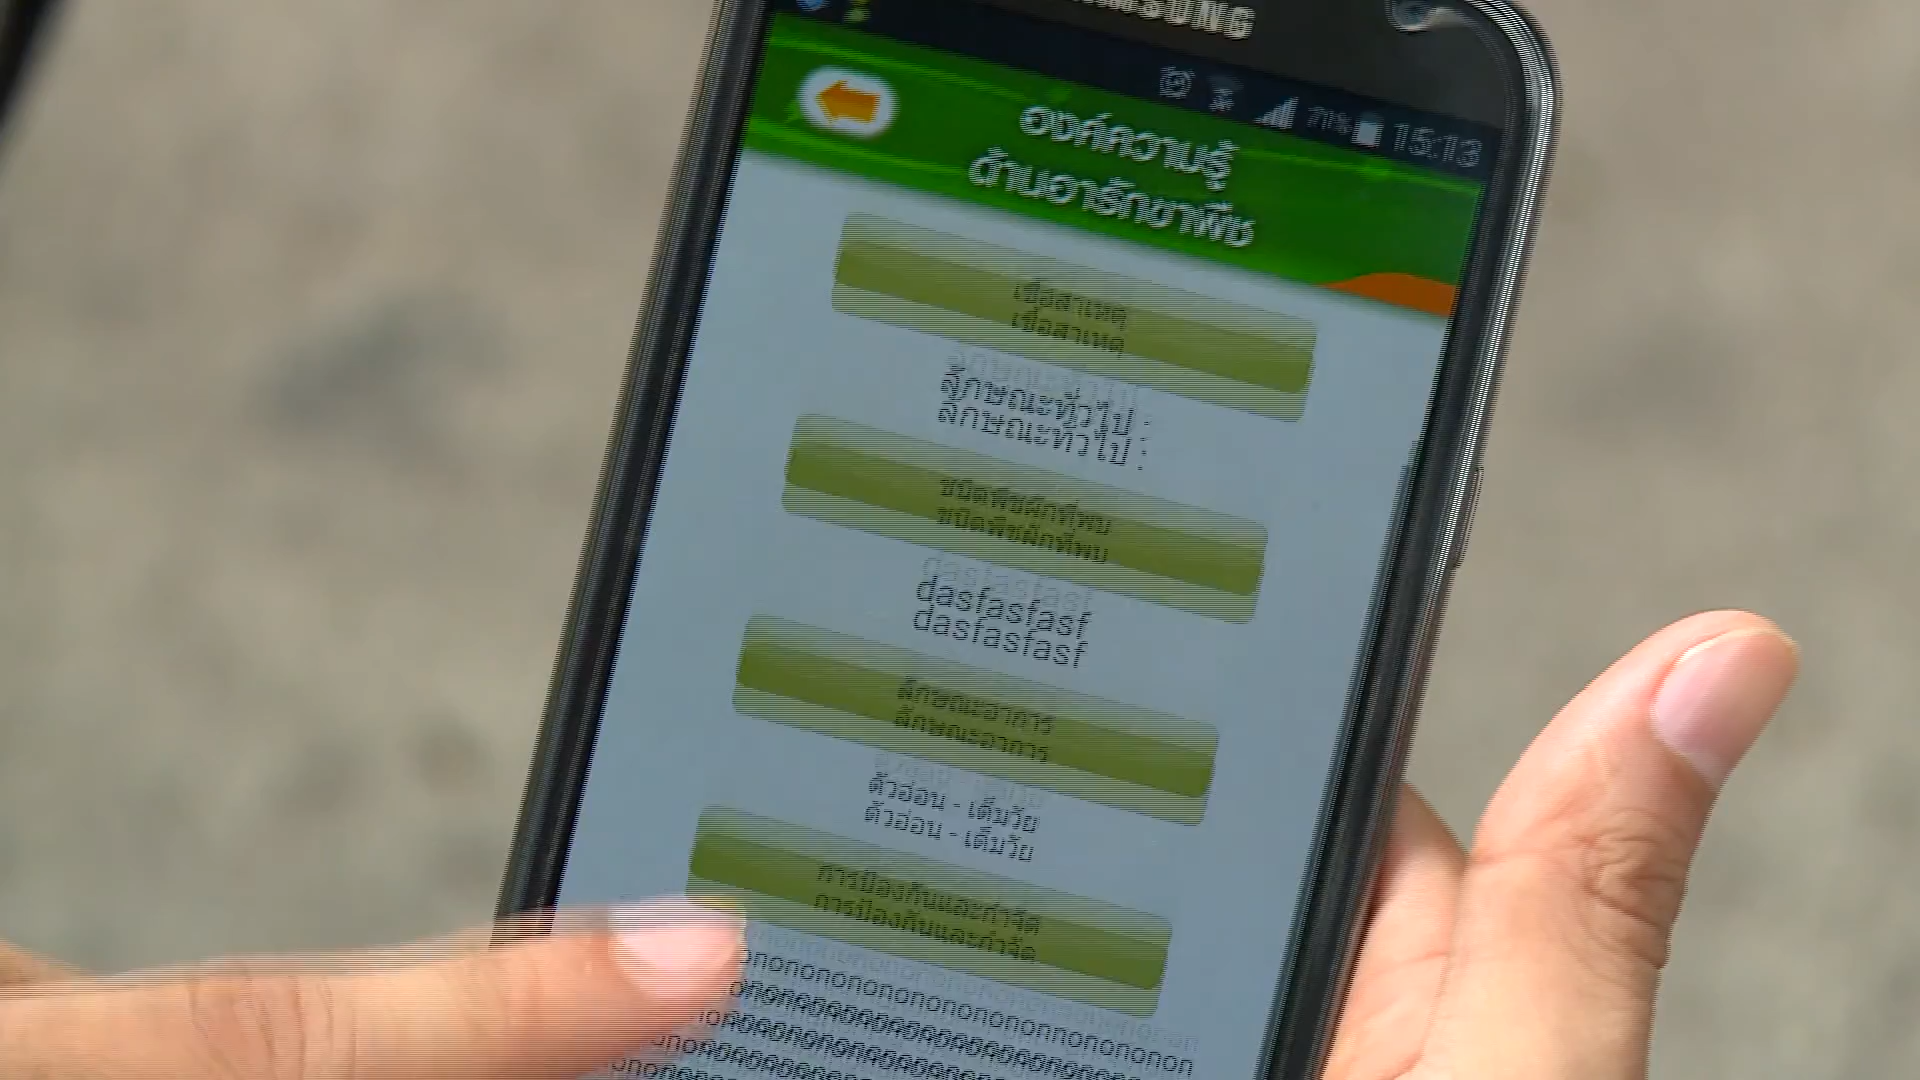 SAMSUNG
71% 15:13
องค์ความรู้
ด้านอารักขาพืช
เชื้อสาเหตุ
ลักษณะทั่วไป :
ชนิดพืชผักที่พบ
dasfasfasf
ลักษณะอาการ
ตัวอ่อน - เต็มวัย
การป้องกันและกำจัด